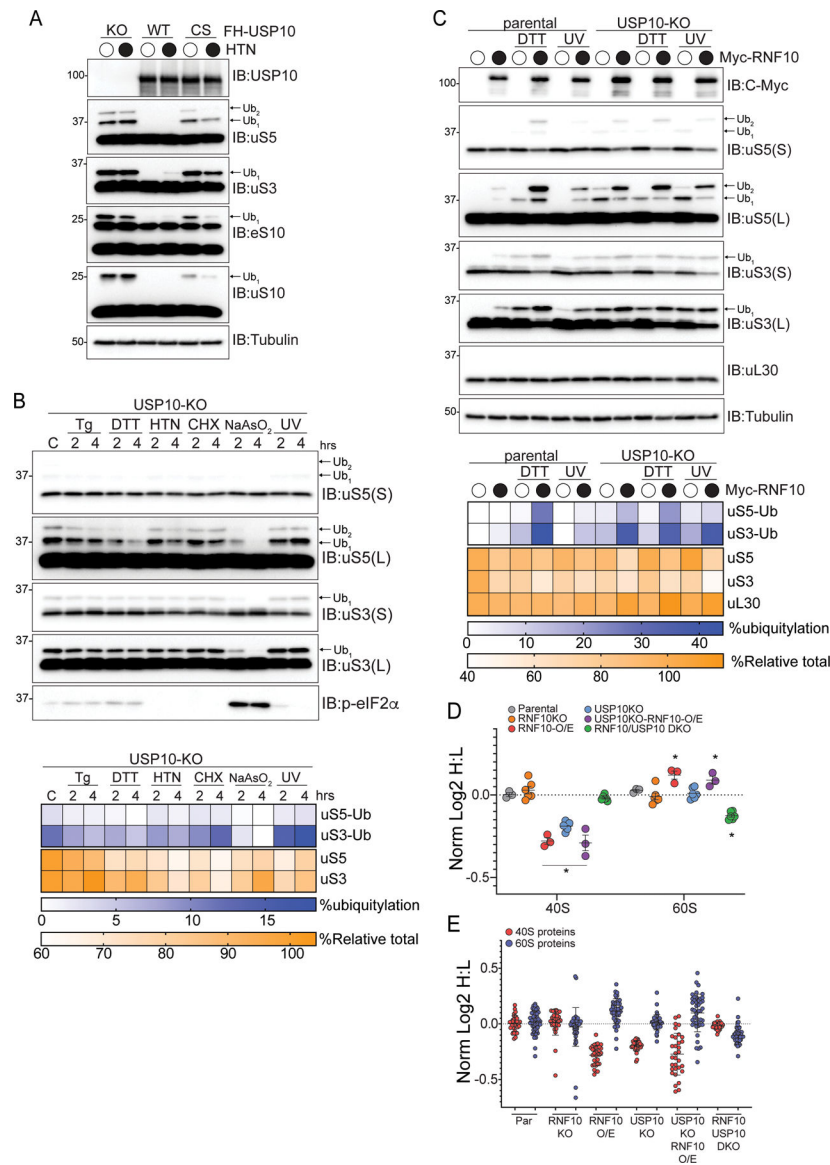 A
KO WT CS FH-USP10
HTN
100
IB:USP10
Ub2
37
Ub1
IB:uS5
37
Ub1
IB:uS3
25
Ub1
IB:eS10
25
Ub1
IB:uS10
50
IB:Tubulin
B
USP10-KO
Tg DTT HTN CHX NaAsO2 UV
C 2 4 2 4 2 4 2 4 2 4 2 4 hrs
Ub2
37
Ub1
IB:uS5(S)
Ub2
37
Ub1
IB:uS5(L)
37
Ub1
IB:uS3(S)
37
Ub1
IB:uS3(L)
37
IB:p-eIF2α
USP10-KO
Tg DTT HTN CHX NaAsO2 UV
C 2 4 2 4 2 4 2 4 2 4 2 4 hrs
uS5-Ub
uS3-Ub
uS5
uS3
%ubiquitylation
0 5 10 15
%Relative total
60 70 80 90 100
C
parental USP10-KO
DTT UV DTT UV
Myc-RNF10
100
IB:C-Myc
Ub2
37
Ub1
IB:uS5(S)
Ub2
37
Ub1
IB:uS5(L)
37
Ub1
IB:uS3(S)
37
Ub1
IB:uS3(L)
37
IB:uL30
50
IB:Tubulin
parental USP10-KO
DTT UV DTT UV
Myc-RNF10
uS5-Ub
uS3-Ub
uS5
uS3
uL30
%ubiquitylation
0 10 20 30 40
%Relative total
40 60 80 100
D
Parental USP10KO
RNF10KO USP10KO-RNF10-O/E
RNF10-O/E RNF10/USP10 DKO
Norm Log2 H:L
0.0
-0.5
* * * *
40S 60S
E
40S proteins
60S proteins
Norm Log2 H:L
0.5
0.0
-0.5
Par RNF10 KO RNF10 O/E USP10 KO USP10 KO RNF10 O/E RNF10 USP10 DKO